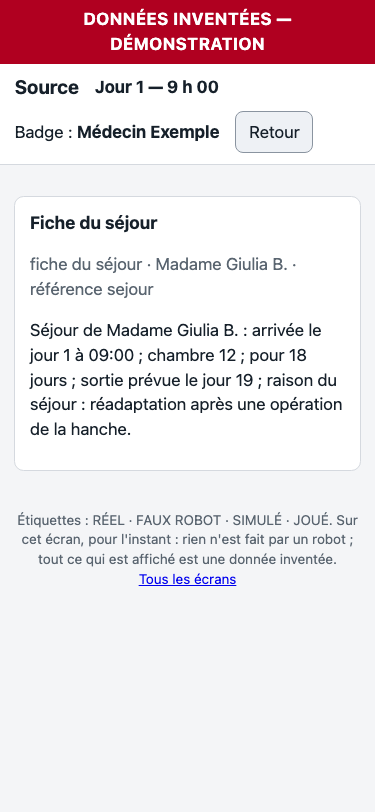 DONNÉES INVENTÉES —
DÉMONSTRATION
Source Jour 1 — 9 h 00
Badge : Médecin Exemple Retour
Fiche du séjour
fiche du séjour · Madame Giulia B. ·
référence sejour
Séjour de Madame Giulia B. : arrivée le
jour 1 à 09:00 ; chambre 12 ; pour 18
jours ; sortie prévue le jour 19 ; raison du
séjour : réadaptation après une opération
de la hanche.
Étiquettes : RÉEL · FAUX ROBOT · SIMULÉ · JOUÉ. Sur
cet écran, pour l'instant : rien n'est fait par un robot ;
tout ce qui est affiché est une donnée inventée.
Tous les écrans